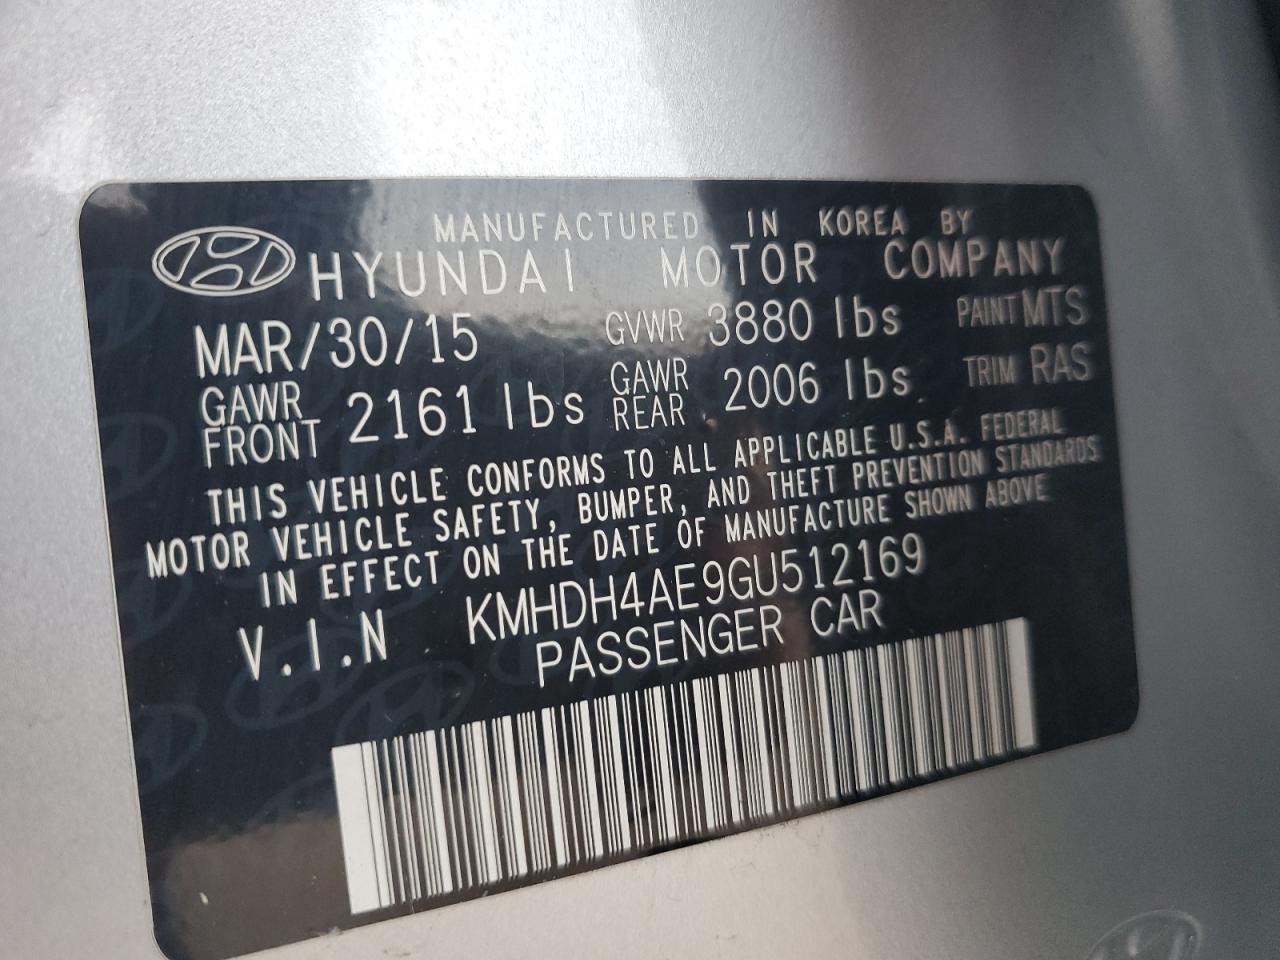 MANUFACTURED IN KOREA BY
HYUNDAI MOTOR COMPANY
MAR/30/15 GVWR 3880 lbs PAINT MTS
GAWR FRONT 2161 lbs GAWR REAR 2006 lbs TRIM RAS
THIS VEHICLE CONFORMS TO ALL APPLICABLE U.S.A. FEDERAL
MOTOR VEHICLE SAFETY, BUMPER, AND THEFT PREVENTION STANDARDS
IN EFFECT ON THE DATE OF MANUFACTURE SHOWN ABOVE
V.I.N KMHDH4AE9GU512169
PASSENGER CAR